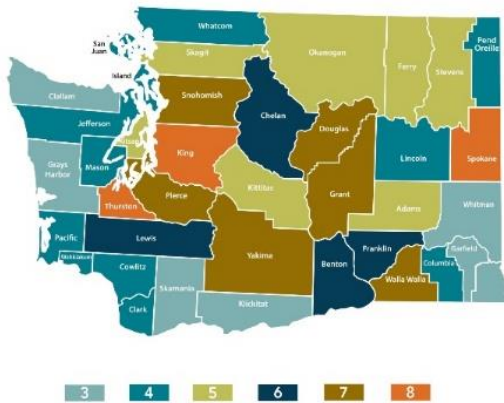 Whatcom
Pend
Oreille
San
Juan
Skagit
Okanogan
Ferry
Stevens
Island
Clallam
Snohomish
Chelan
Jefferson
Douglas
Kitsap
King
Lincoln
Spokane
Mason
Grays
Harbor
Kittitas
Grant
Pierce
Adams
Whitman
Thurston
Pacific
Lewis
Yakima
Franklin
Garfield
Wahkiakum
Benton
Columbia
Cowlitz
Walla Walla
Skamania
Klickitat
Clark
3 4 5 6 7 8